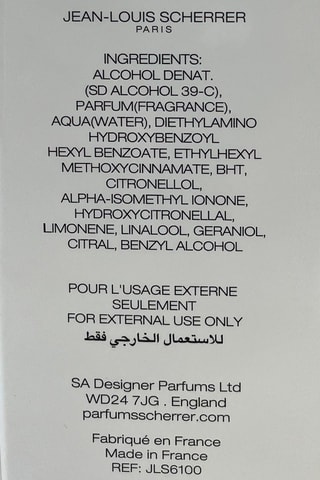 JEAN-LOUIS SCHERRER
PARIS
INGREDIENTS:
ALCOHOL DENAT.
(SD ALCOHOL 39-C),
PARFUM(FRAGRANCE),
AQUA(WATER), DIETHYLAMINO
HYDROXYBENZOYL
HEXYL BENZOATE, ETHYLHEXYL
METHOXYCINNAMATE, BHT,
CITRONELLOL,
ALPHA-ISOMETHYL IONONE,
HYDROXYCITRONELLAL,
LIMONENE, LINALOOL, GERANIOL,
CITRAL, BENZYL ALCOHOL
POUR L'USAGE EXTERNE
SEULEMENT
FOR EXTERNAL USE ONLY
للاستعمال الخارجي فقط
SA Designer Parfums Ltd
WD24 7JG . England
parfumsscherrer.com
Fabriqué en France
Made in France
REF: JLS6100